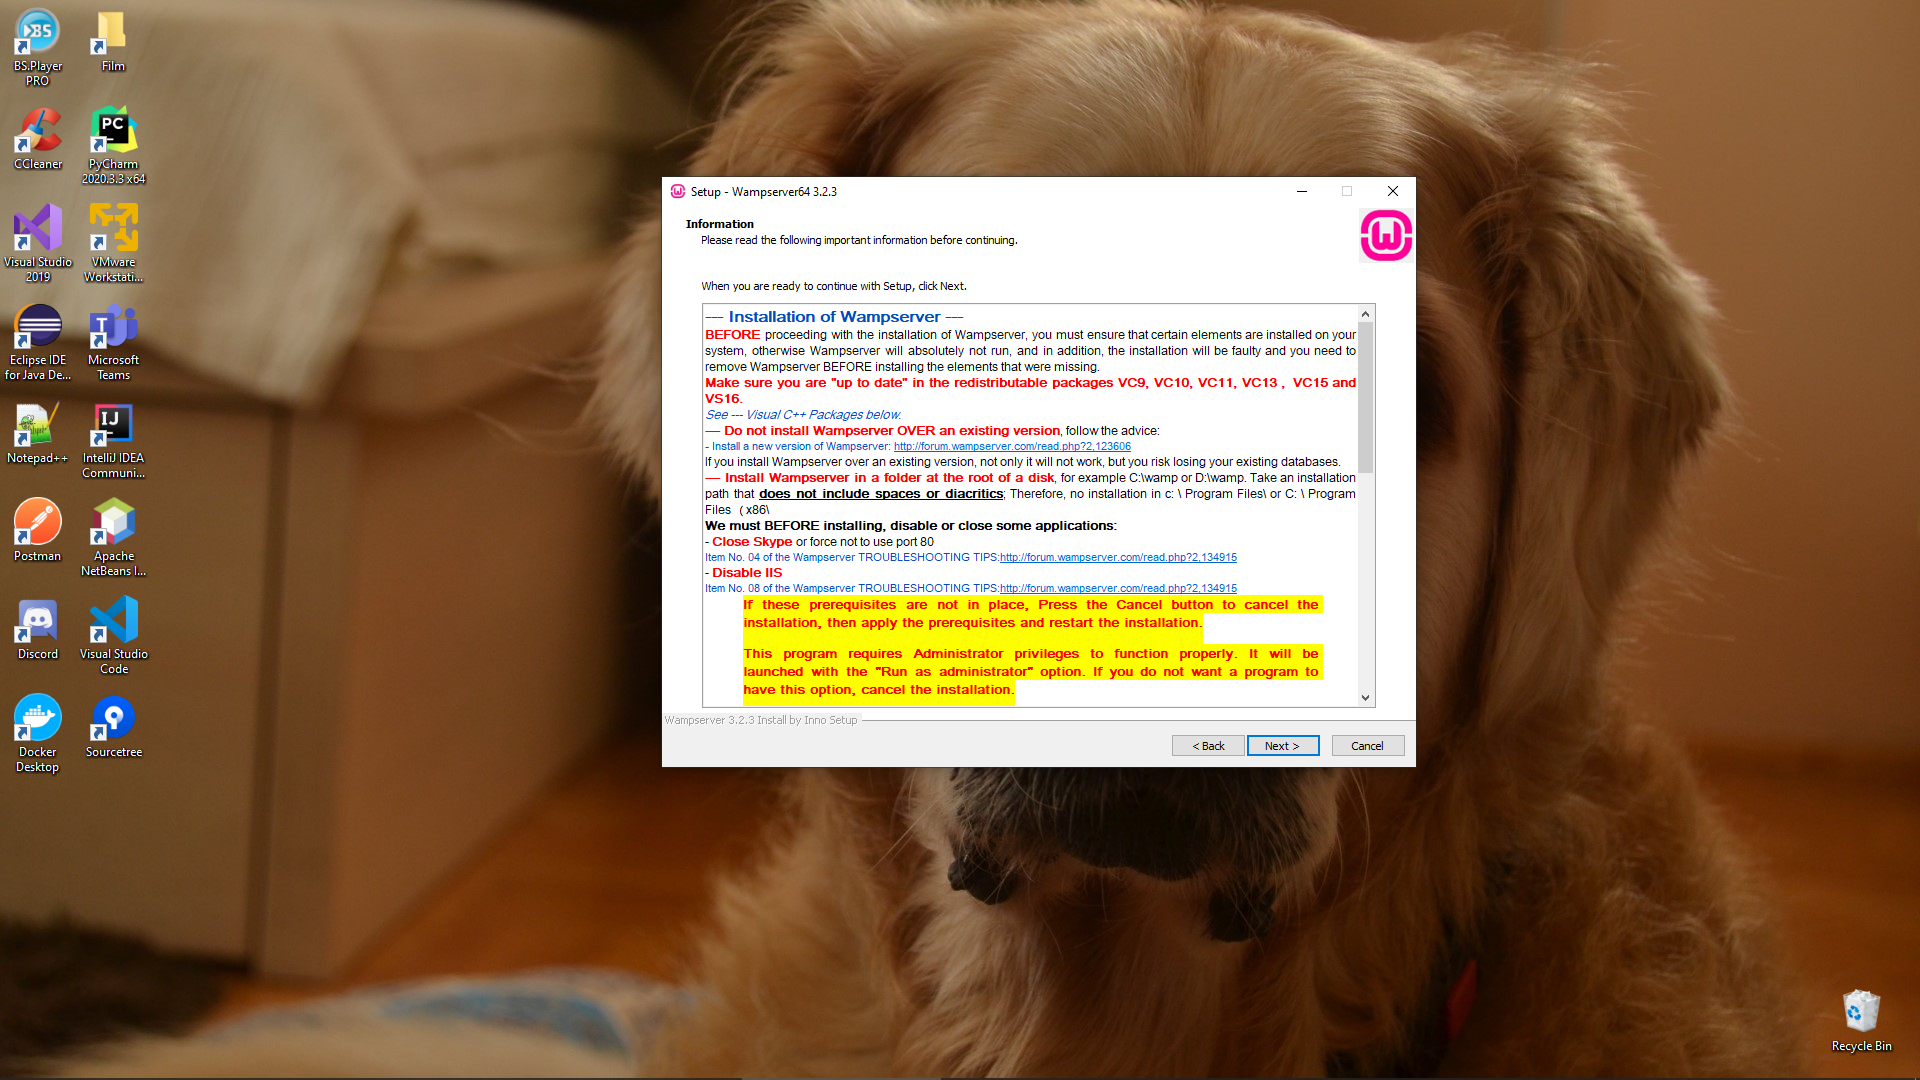 BS.Player
PRO
Film
CCleaner
PC
PyCharm
2020.3.3 x64
Visual Studio
2019
VMware
Workstati...
Eclipse IDE
for Java De...
Microsoft
Teams
Notepad++
IJ
IntelliJ IDEA
Communi...
Postman
Apache
NetBeans I...
Discord
Visual Studio
Code
Docker
Desktop
Sourcetree
Setup - Wampserver64 3.2.3
Information
Please read the following important information before continuing.
When you are ready to continue with Setup, click Next.
--- Installation of Wampserver ---
BEFORE proceeding with the installation of Wampserver, you must ensure that certain elements are installed on your
system, otherwise Wampserver will absolutely not run, and in addition, the installation will be faulty and you need to
remove Wampserver BEFORE installing the elements that were missing.
Make sure you are "up to date" in the redistributable packages VC9, VC10, VC11, VC13 , VC15 and
VS16.
See --- Visual C++ Packages below.
--- Do not install Wampserver OVER an existing version, follow the advice:
- Install a new version of Wampserver: http://forum.wampserver.com/read.php?2,123606
If you install Wampserver over an existing version, not only it will not work, but you risk losing your existing databases.
--- Install Wampserver in a folder at the root of a disk, for example C:\wamp or D:\wamp. Take an installation
path that does not include spaces or diacritics; Therefore, no installation in c: \ Program Files\ or C: \ Program
Files ( x86\
We must BEFORE installing, disable or close some applications:
- Close Skype or force not to use port 80
Item No. 04 of the Wampserver TROUBLESHOOTING TIPS:http://forum.wampserver.com/read.php?2,134915
- Disable IIS
Item No. 08 of the Wampserver TROUBLESHOOTING TIPS:http://forum.wampserver.com/read.php?2,134915
If these prerequisites are not in place, Press the Cancel button to cancel the
installation, then apply the prerequisites and restart the installation.
This program requires Administrator privileges to function properly. It will be
launched with the "Run as administrator" option. If you do not want a program to
have this option, cancel the installation.
Wampserver 3.2.3 Install by Inno Setup
< Back
Next >
Cancel
Recycle Bin